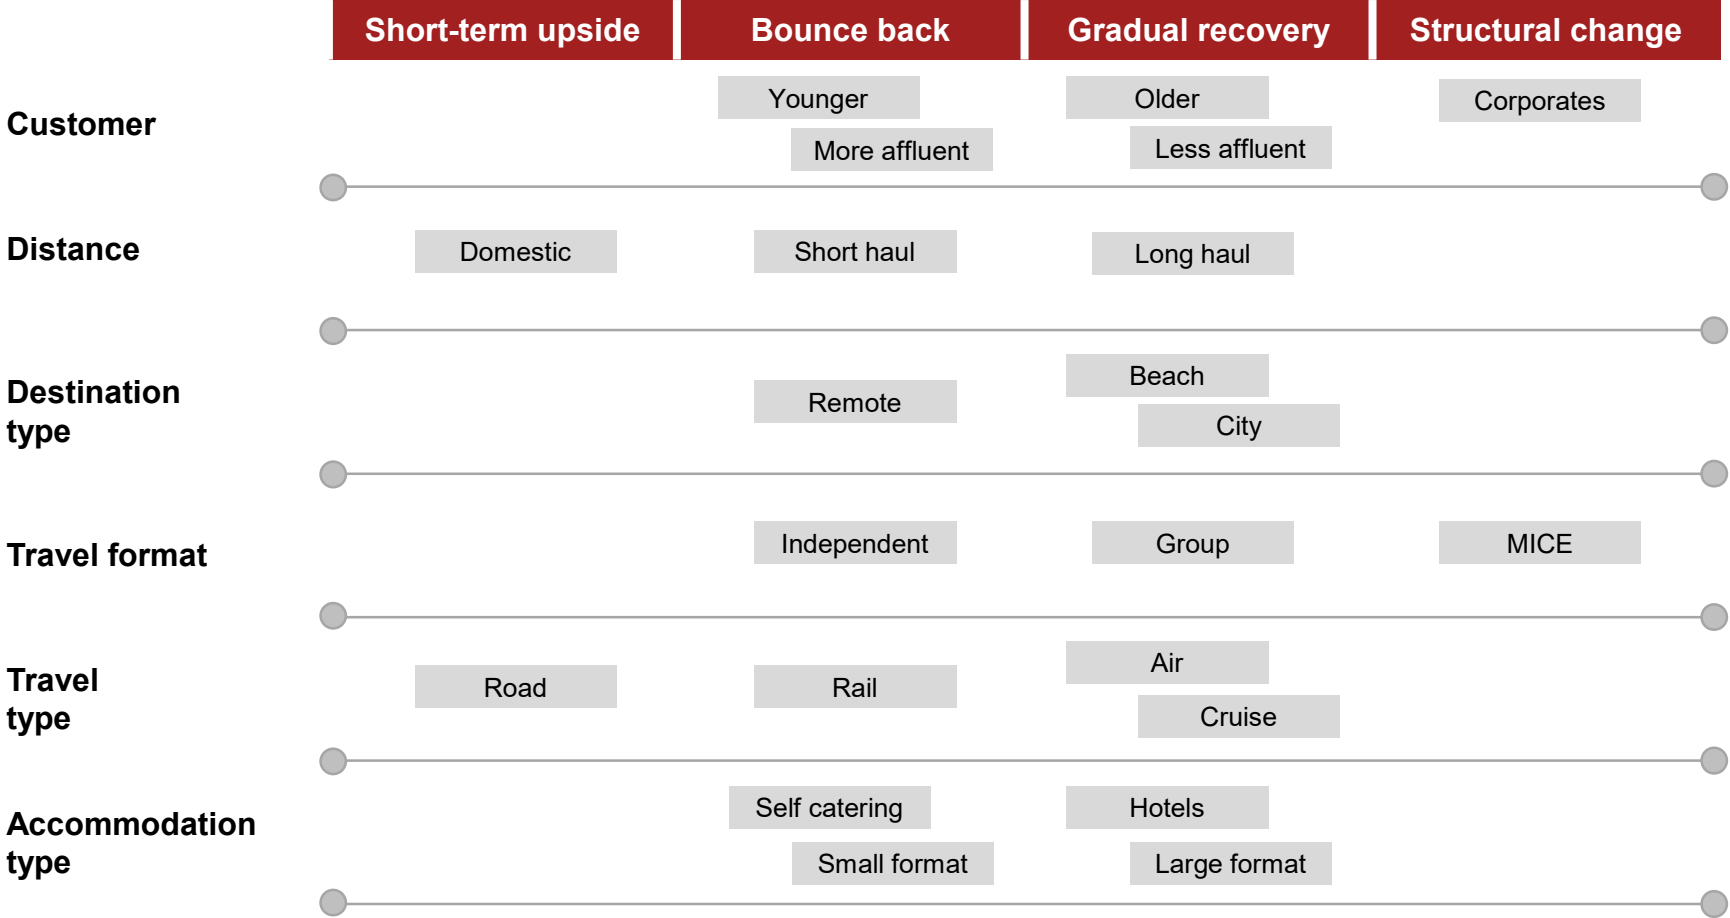 Short-term upside
Bounce back
Gradual recovery
Structural change
Customer
Younger
More affluent
Older
Less affluent
Corporates
Distance
Domestic
Short haul
Long haul
Destination
type
Remote
Beach
City
Travel format
Independent
Group
MICE
Travel
type
Road
Rail
Air
Cruise
Accommodation
type
Self catering
Small format
Hotels
Large format